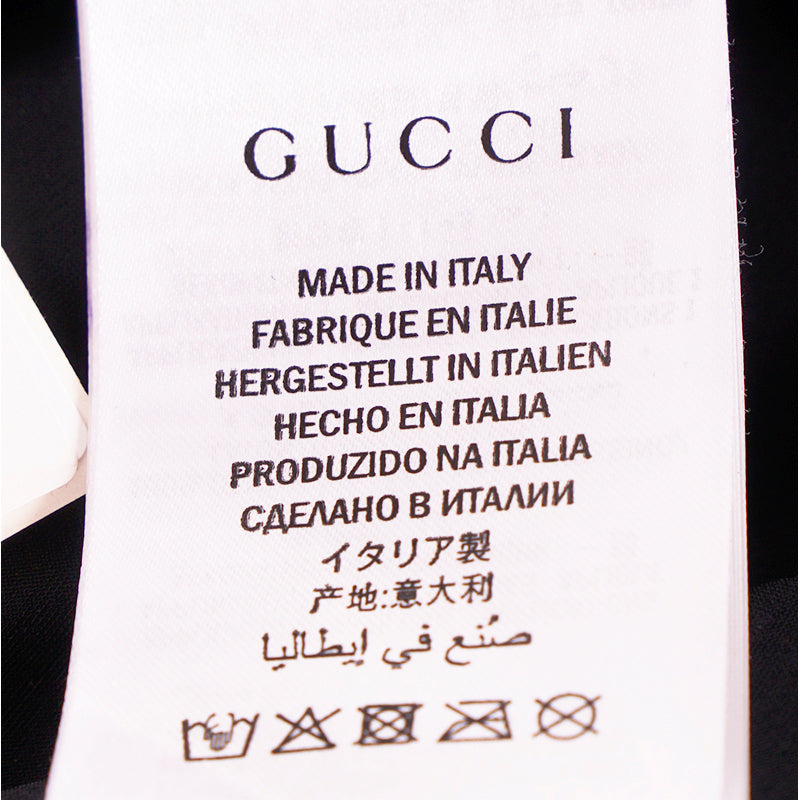 GUCCI
MADE IN ITALY
FABRIQUE EN ITALIE
HERGESTELLT IN ITALIEN
HECHO EN ITALIA
PRODUZIDO NA ITALIA
СДЕЛАНО В ИТАЛИИ
イタリア製
产地:意大利
صُنع في إيطاليا